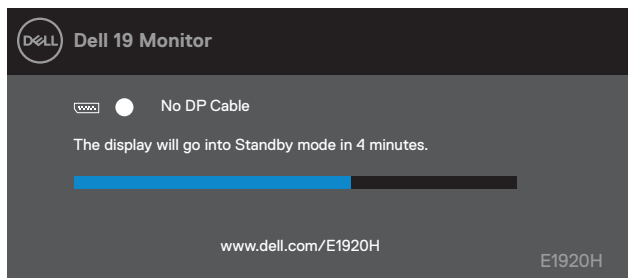 DELL Dell 19 Monitor
No DP Cable
The display will go into Standby mode in 4 minutes.
www.dell.com/E1920H
E1920H